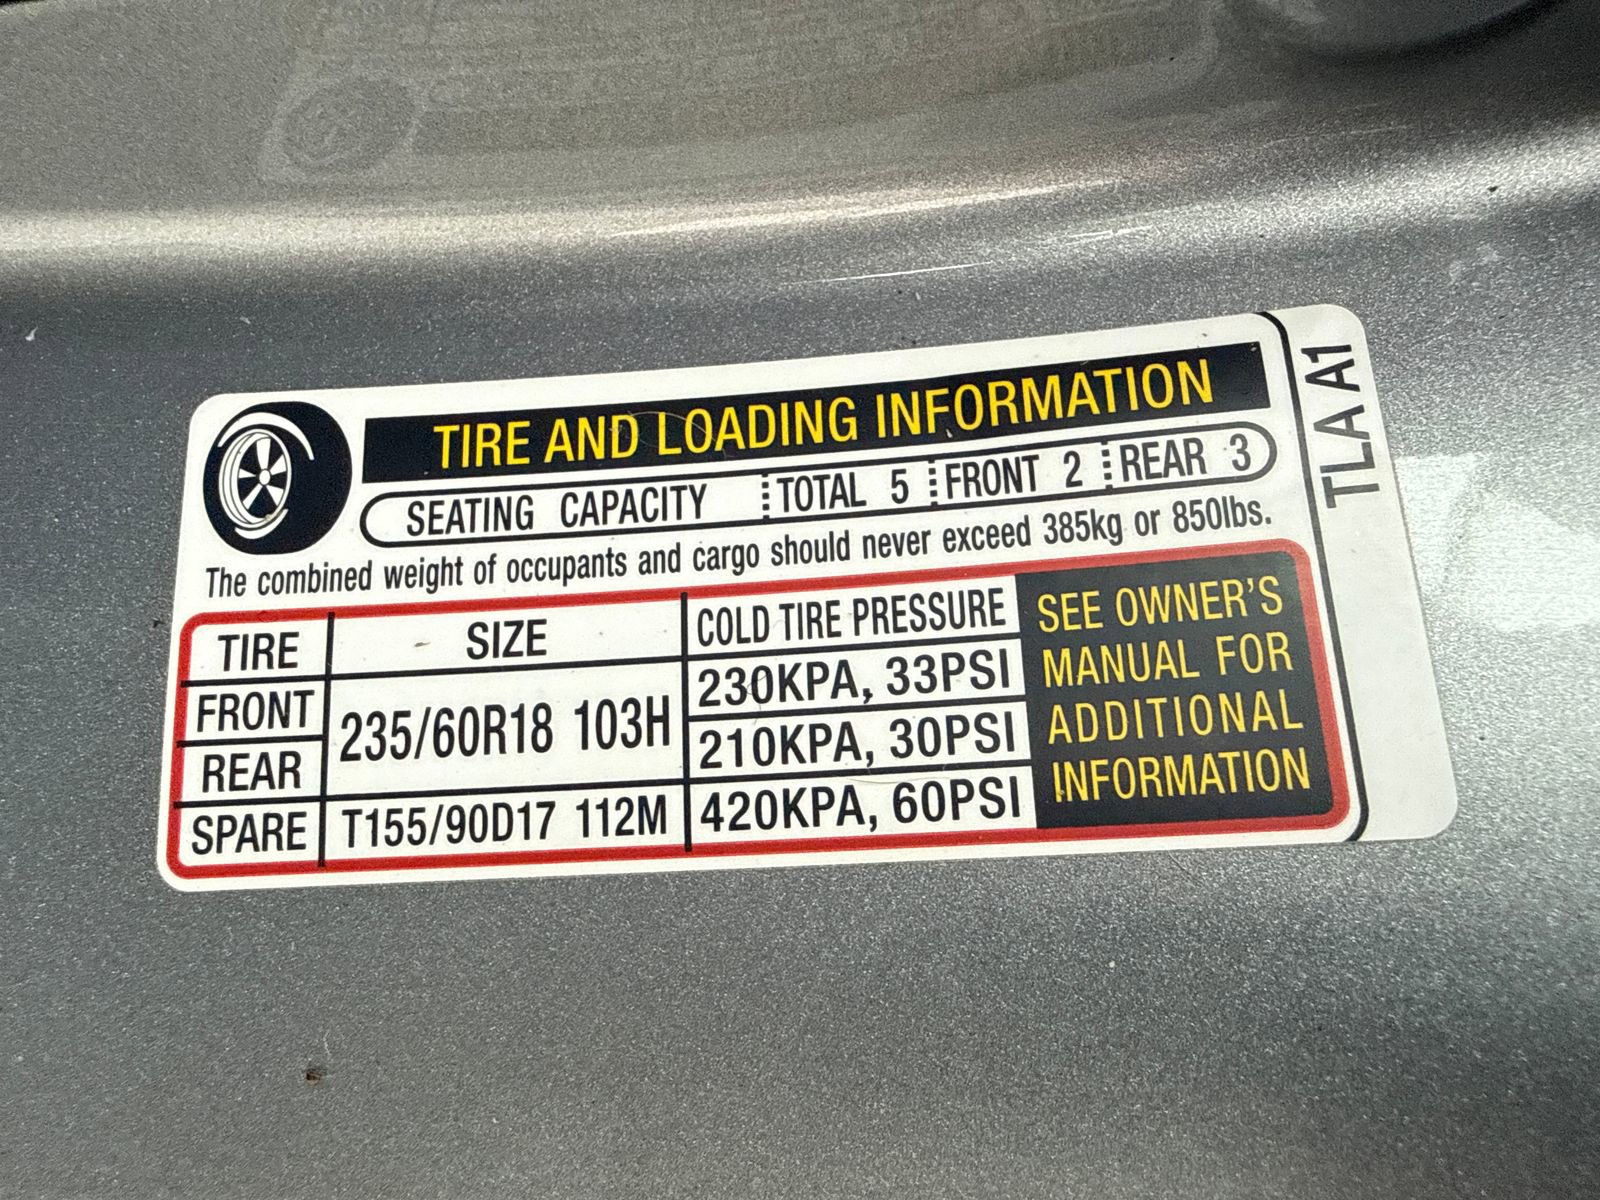 TIRE AND LOADING INFORMATION
SEATING CAPACITY TOTAL 5 FRONT 2 REAR 3
The combined weight of occupants and cargo should never exceed 385kg or 850lbs.
TIRE SIZE COLD TIRE PRESSURE
FRONT 235/60R18 103H 230KPA, 33PSI
REAR 210KPA, 30PSI
SPARE T155/90D17 112M 420KPA, 60PSI
SEE OWNER'S
MANUAL FOR
ADDITIONAL
INFORMATION
TLA A1